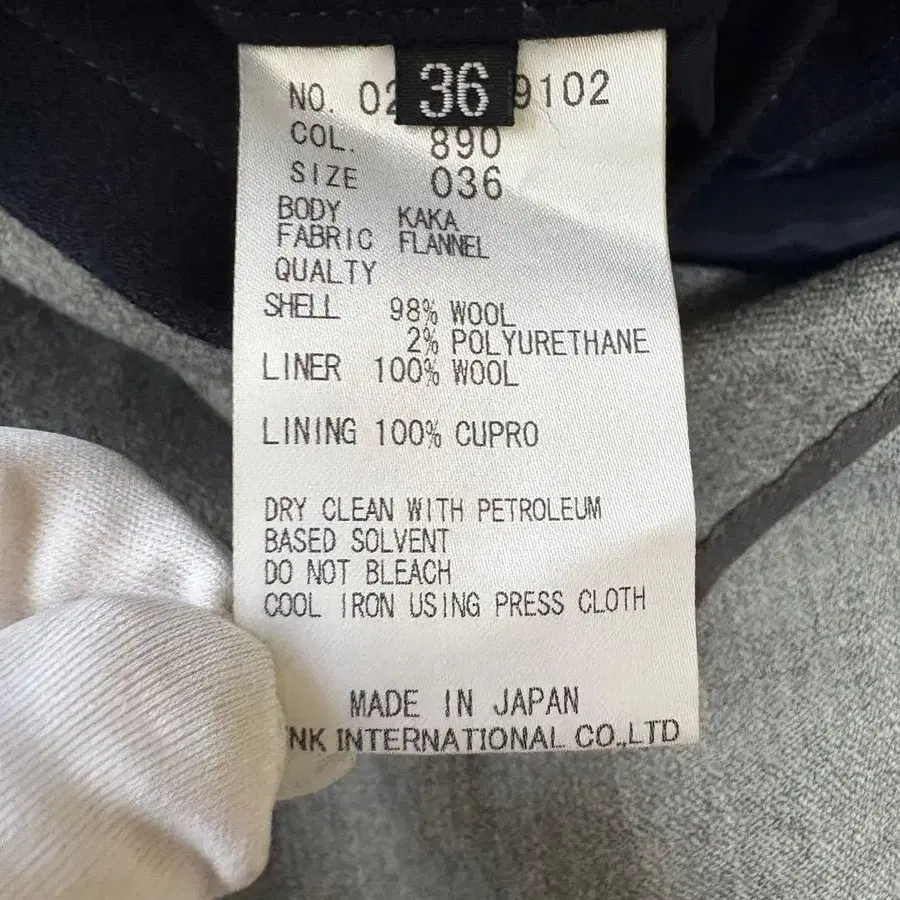 NO. 02 9102
36
COL. 890
SIZE 036
BODY KAKA
FABRIC FLANNEL
QUALTY
SHELL 98% WOOL
2% POLYURETHANE
LINER 100% WOOL
LINING 100% CUPRO
DRY CLEAN WITH PETROLEUM
BASED SOLVENT
DO NOT BLEACH
COOL IRON USING PRESS CLOTH
MADE IN JAPAN
INTERNATIONAL CO.,LTD